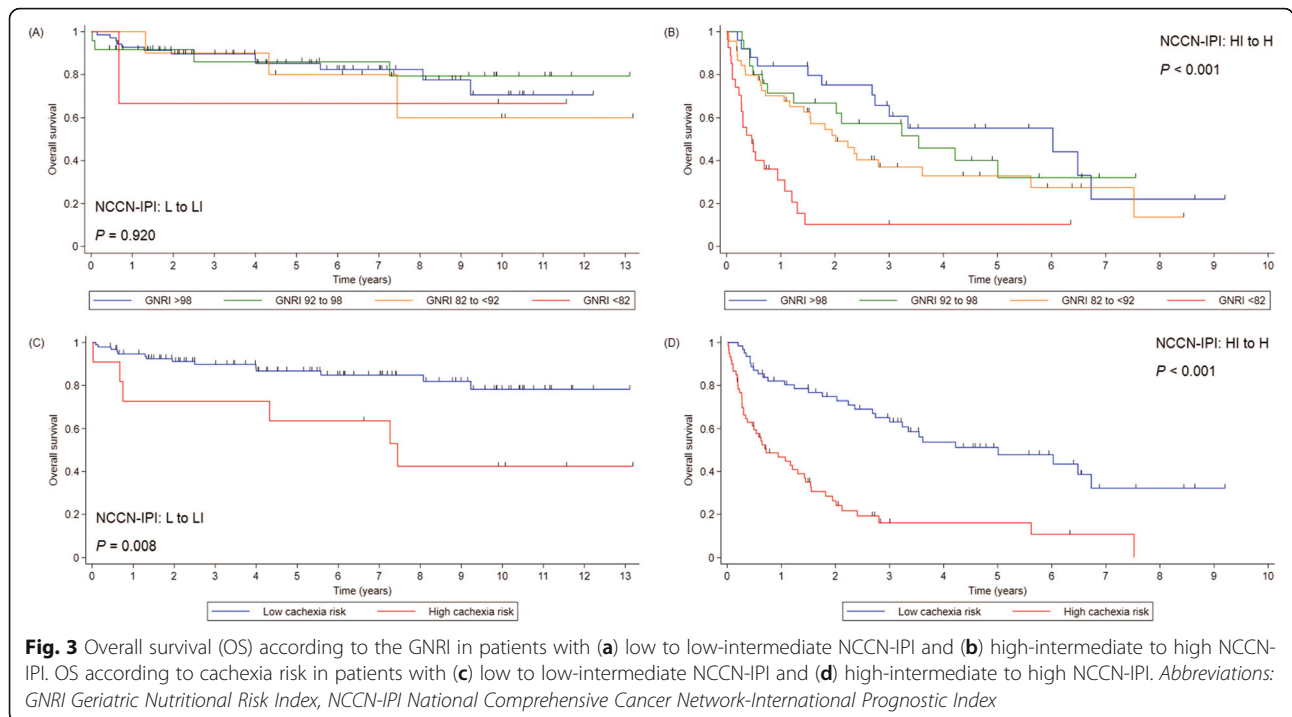 (A)
Overall survival
1
0.8
0.6
0.4
0.2
0
NCCN-IPI: L to LI
P = 0.920
0 1 2 3 4 5 6 7 8 9 10 11 12 13
Time (years)
GNRI >98 GNRI 92 to 98 GNRI 82 to <92 GNRI <82
(B)
Overall survival
1
0.8
0.6
0.4
0.2
0
NCCN-IPI: HI to H
P < 0.001
0 1 2 3 4 5 6 7 8 9 10
Time (years)
GNRI >98 GNRI 92 to 98 GNRI 82 to <92 GNRI <82
(C)
Overall survival
1
0.8
0.6
0.4
0.2
0
NCCN-IPI: L to LI
P = 0.008
0 1 2 3 4 5 6 7 8 9 10 11 12 13
Time (years)
Low cachexia risk High cachexia risk
(D)
Overall survival
1
0.8
0.6
0.4
0.2
0
NCCN-IPI: HI to H
P < 0.001
0 1 2 3 4 5 6 7 8 9 10
Time (years)
Low cachexia risk High cachexia risk
Fig. 3 Overall survival (OS) according to the GNRI in patients with (a) low to low-intermediate NCCN-IPI and (b) high-intermediate to high NCCN-
IPI. OS according to cachexia risk in patients with (c) low to low-intermediate NCCN-IPI and (d) high-intermediate to high NCCN-IPI. Abbreviations:
GNRI Geriatric Nutritional Risk Index, NCCN-IPI National Comprehensive Cancer Network-International Prognostic Index